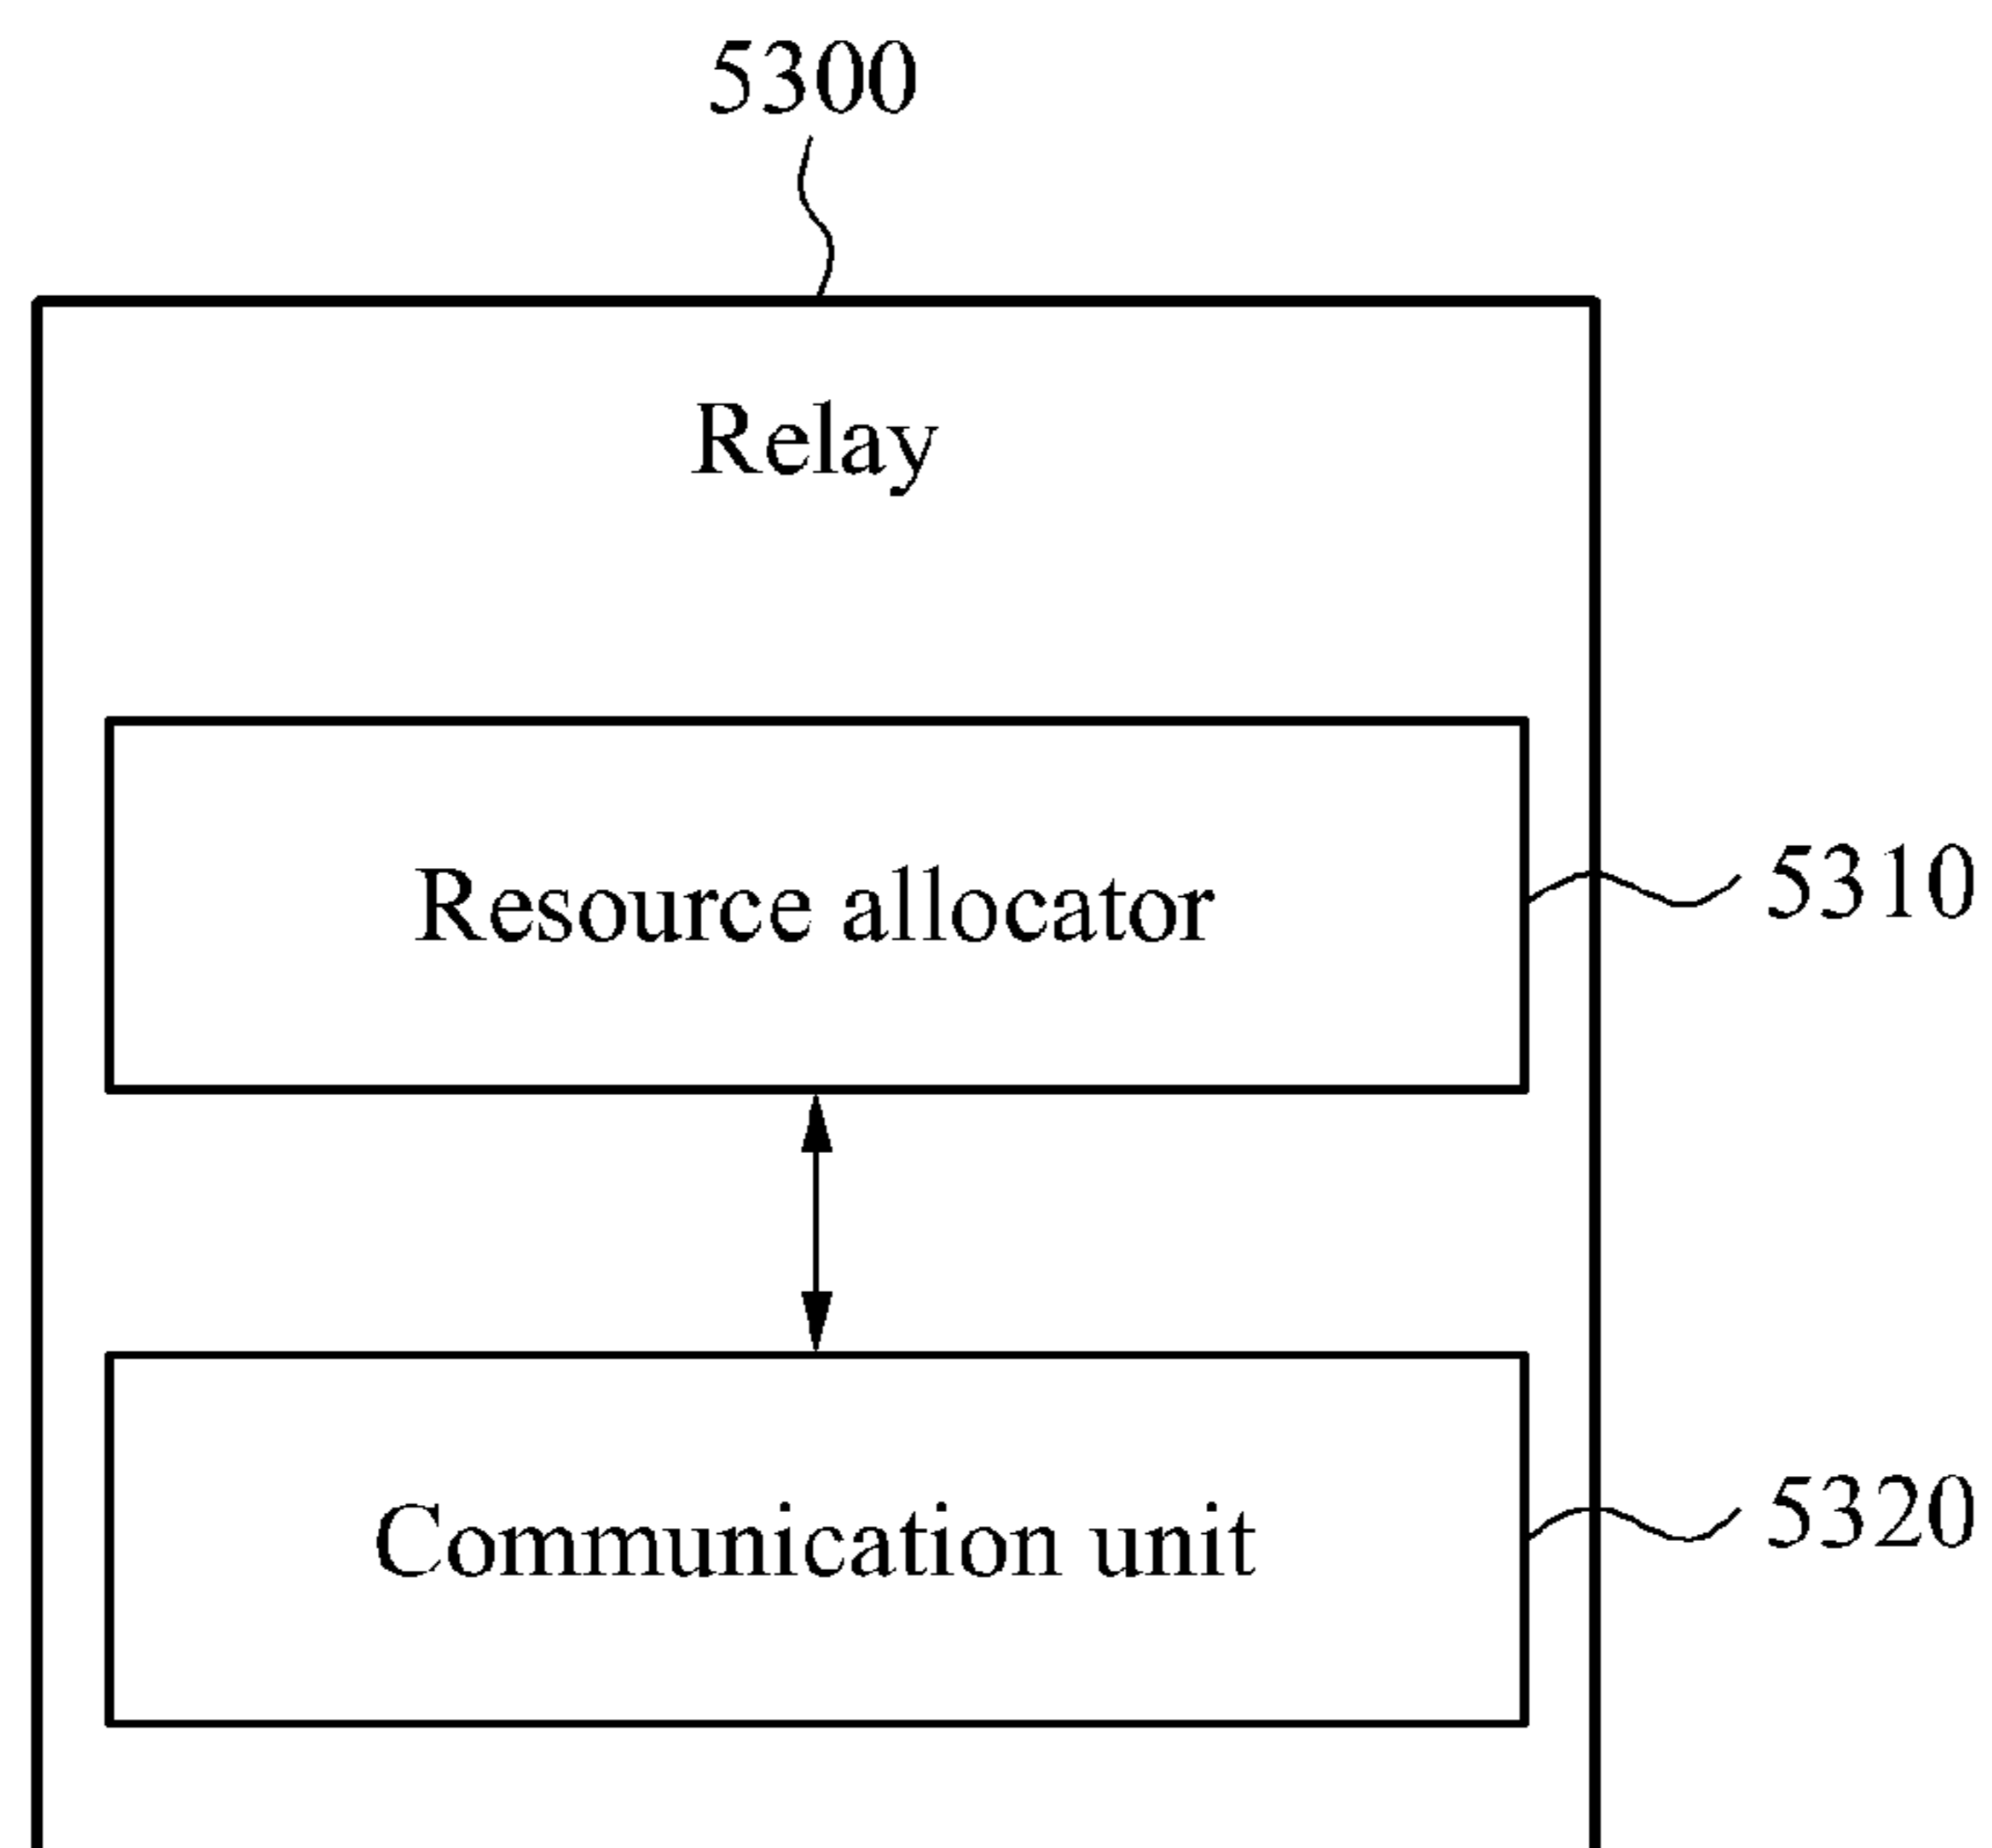 5300
Relay
Resource allocator
5310
Communication unit
5320